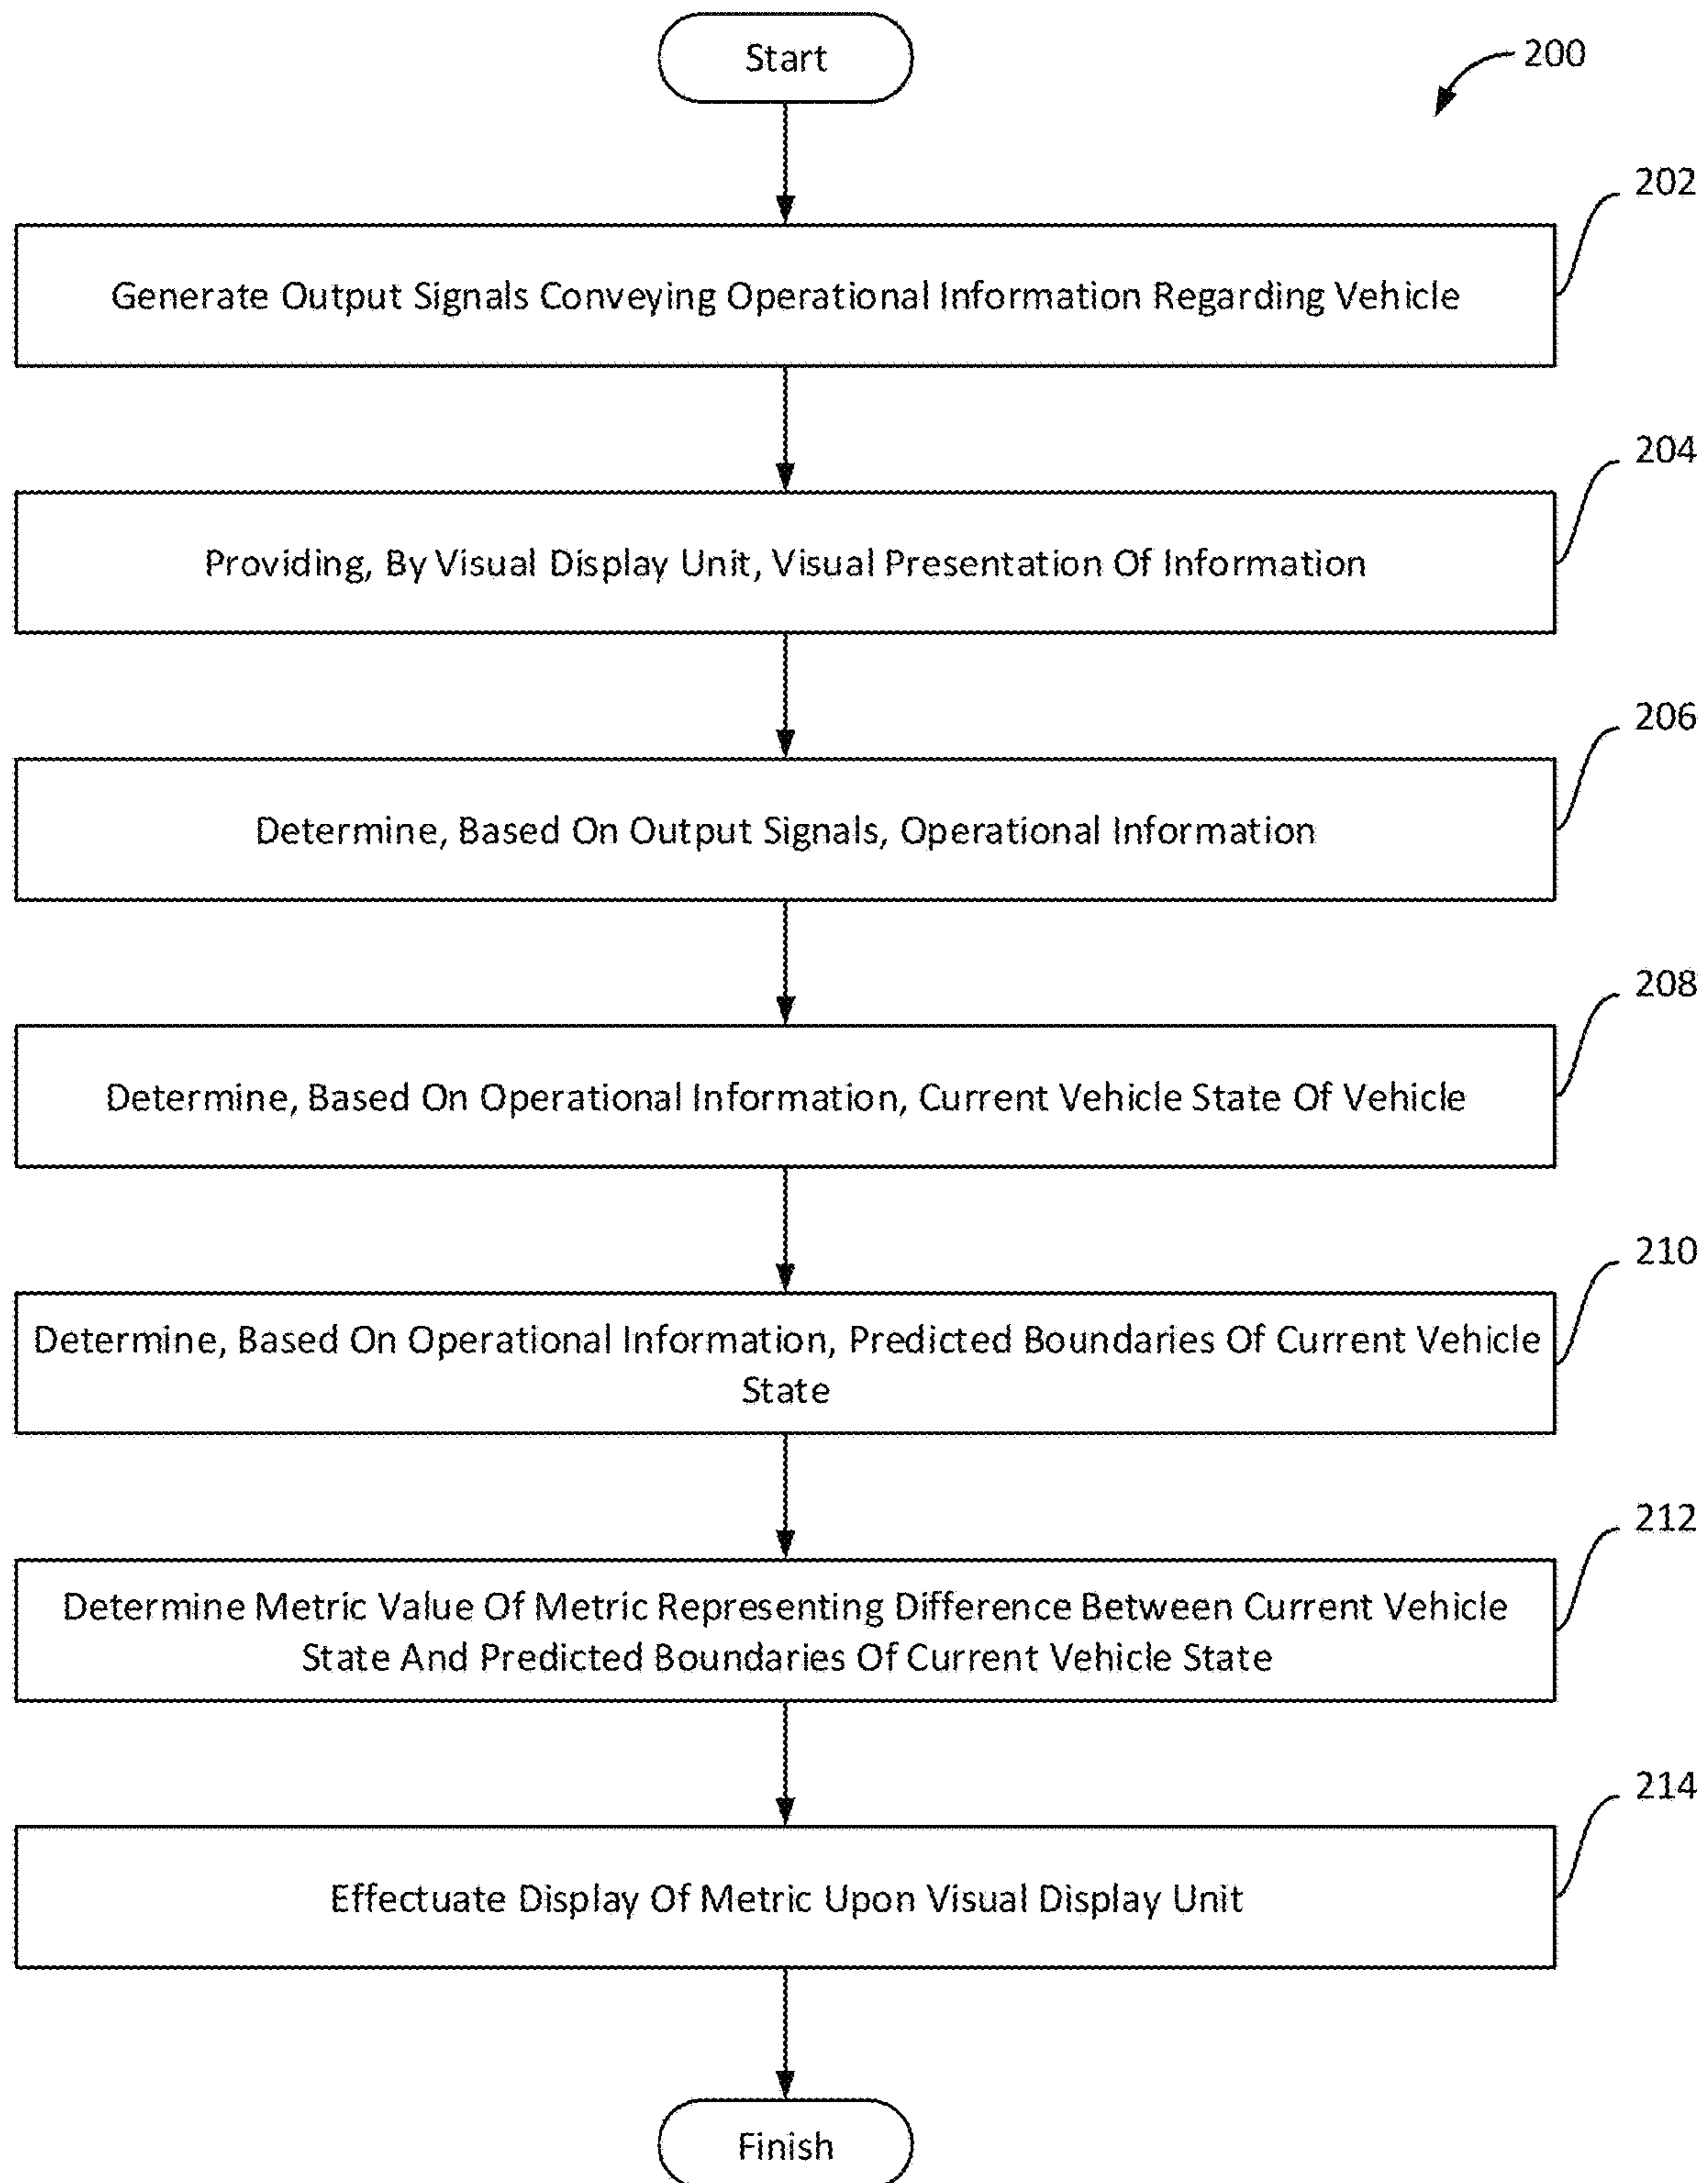 Start
200
202
Generate Output Signals Conveying Operational Information Regarding Vehicle
204
Providing, By Visual Display Unit, Visual Presentation Of Information
206
Determine, Based On Output Signals, Operational Information
208
Determine, Based On Operational Information, Current Vehicle State Of Vehicle
210
Determine, Based On Operational Information, Predicted Boundaries Of Current Vehicle
State
212
Determine Metric Value Of Metric Representing Difference Between Current Vehicle
State And Predicted Boundaries Of Current Vehicle State
214
Effectuate Display Of Metric Upon Visual Display Unit
Finish